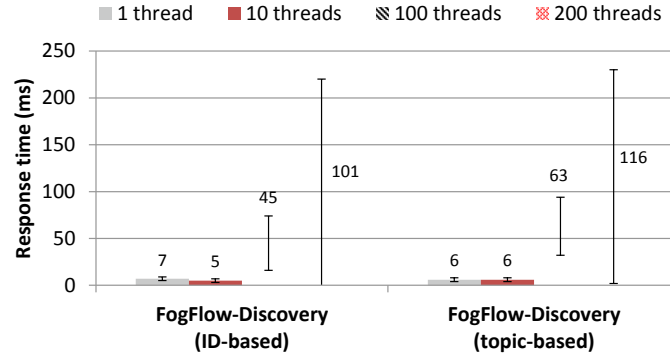 1 thread 10 threads 100 threads 200 threads
250
200
150
100
50
0
Response time (ms)
7 5 45 101
6 6 63 116
FogFlow-Discovery
(ID-based)
FogFlow-Discovery
(topic-based)